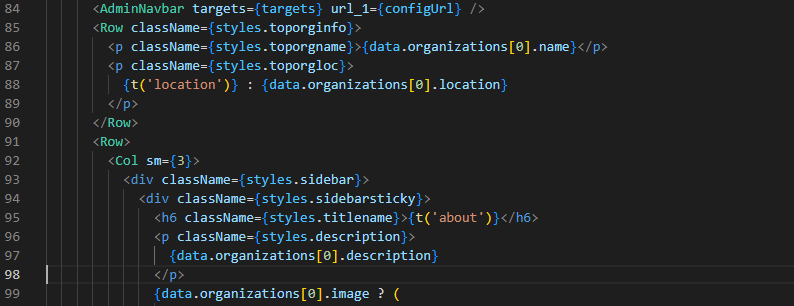 84 <AdminNavbar targets={targets} url_1={configUrl} />
85 <Row className={styles.toporginfo}>
86 <p className={styles.toporgname}>{data.organizations[0].name}</p>
87 <p className={styles.toporgloc}>
88 {t('location')} : {data.organizations[0].location}
89 </p>
90 </Row>
91 <Row>
92 <Col sm={3}>
93 <div className={styles.sidebar}>
94 <div className={styles.sidebarsticky}>
95 <h6 className={styles.titlename}>{t('about')}</h6>
96 <p className={styles.description}>
97 {data.organizations[0].description}
98 </p>
99 {data.organizations[0].image ? (